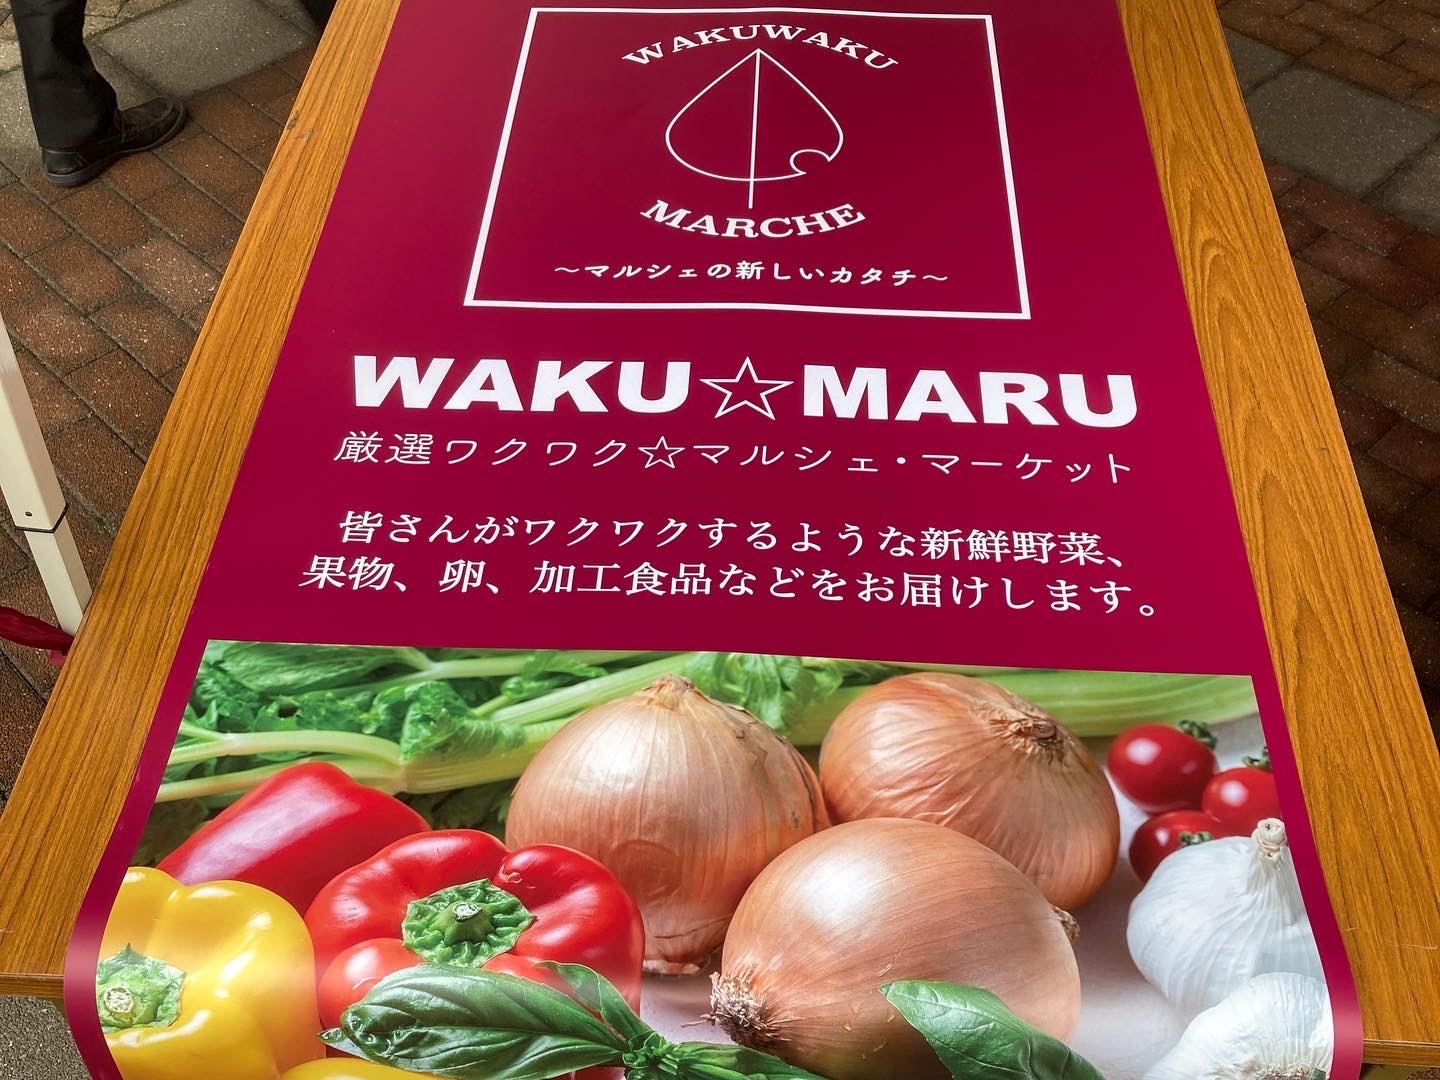 WAKUWAKU
MARCHE
～マルシェの新しいカタチ～
WAKU☆MARU
厳選ワクワク☆マルシェ・マーケット
皆さんがワクワクするような新鮮野菜、
果物、卵、加工食品などをお届けします。